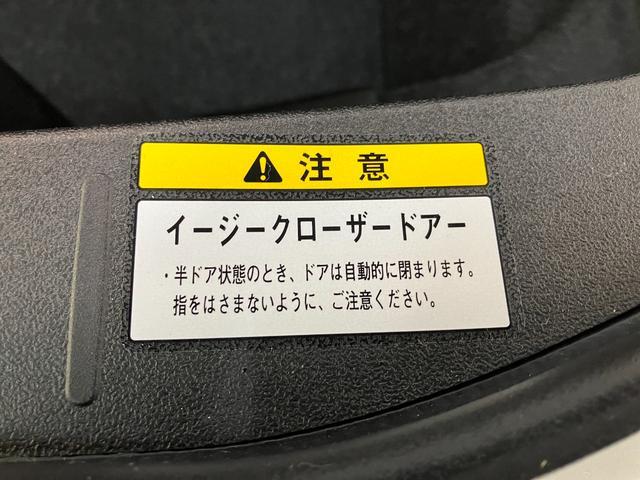 注意
イージークローザードアー
・半ドア状態のとき、ドアは自動的に閉まります。
指をはさまないように、ご注意ください。